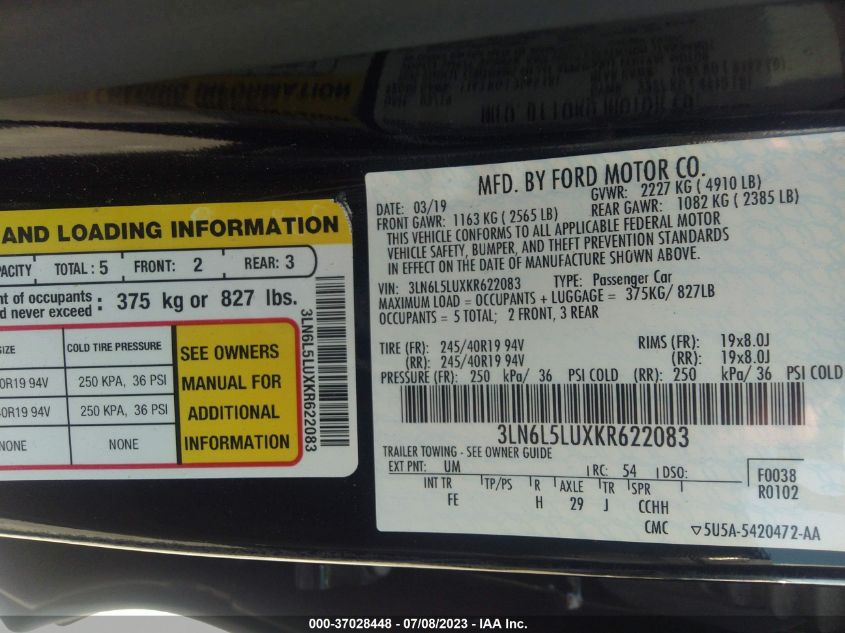 AND LOADING INFORMATION
PACITY TOTAL : 5 FRONT: 2 REAR: 3
nt of occupants
d never exceed : 375 kg or 827 lbs.
SIZE COLD TIRE PRESSURE
0R19 94V 250 KPA, 36 PSI
0R19 94V 250 KPA, 36 PSI
NONE NONE
SEE OWNERS
MANUAL FOR
ADDITIONAL
INFORMATION
3LN6L5LUXKR622083
MFD. BY FORD MOTOR CO.
DATE: 03/19 GVWR: 2227 KG ( 4910 LB)
FRONT GAWR: 1163 KG ( 2565 LB) REAR GAWR: 1082 KG ( 2385 LB)
THIS VEHICLE CONFORMS TO ALL APPLICABLE FEDERAL MOTOR
VEHICLE SAFETY, BUMPER, AND THEFT PREVENTION STANDARDS
IN EFFECT ON THE DATE OF MANUFACTURE SHOWN ABOVE.
VIN: 3LN6L5LUXKR622083 TYPE: Passenger Car
MAXIMUM LOAD = OCCUPANTS + LUGGAGE = 375KG/ 827LB
OCCUPANTS = 5 TOTAL; 2 FRONT, 3 REAR
TIRE (FR): 245/40R19 94V RIMS (FR): 19x8.0J
(RR): 245/40R19 94V (RR): 19x8.0J
PRESSURE (FR): 250 kPa/ 36 PSI COLD (RR): 250 kPa/ 36 PSI COLD
3LN6L5LUXKR622083
TRAILER TOWING - SEE OWNER GUIDE
EXT PNT: UM RC: 54 DSO:
INT TR TP/PS R AXLE TR SPR
FE H 29 J CCHH
F0038
R0102
CMC ▽5U5A-5420472-AA
000-37028448 - 07/08/2023 - IAA Inc.